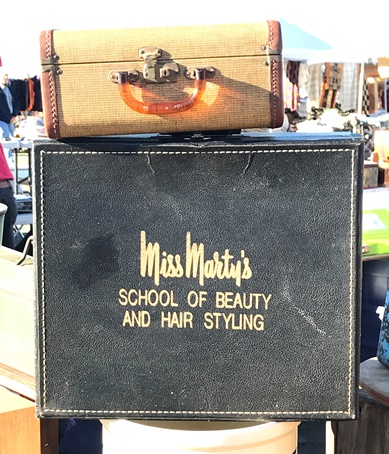 Miss Marty's
SCHOOL OF BEAUTY
AND HAIR STYLING